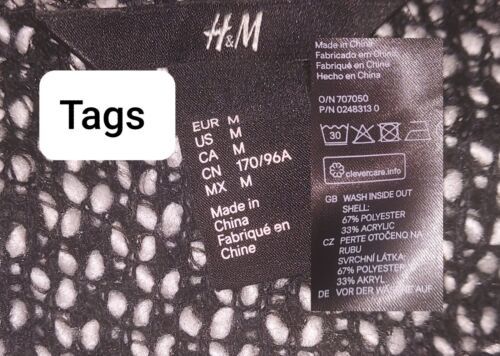 H&M
Tags
EUR M
US M
CA M
CN 170/96A
MX M
Made in
China
Fabriqué en
Chine
Made in China
Fabricado em China
Fabriqué en Chine
Hecho en China
O/N 707050
P/N 0248313 0
30
clevercare.info
GB WASH INSIDE OUT
SHELL:
67% POLYESTER
33% ACRYLIC
CZ PERTE OTOČENO NA
RUBU
SVRCHNÍ LÁTKA:
67% POLYESTER
33% AKRYL
DE VOR DER WÄSCHE AUF